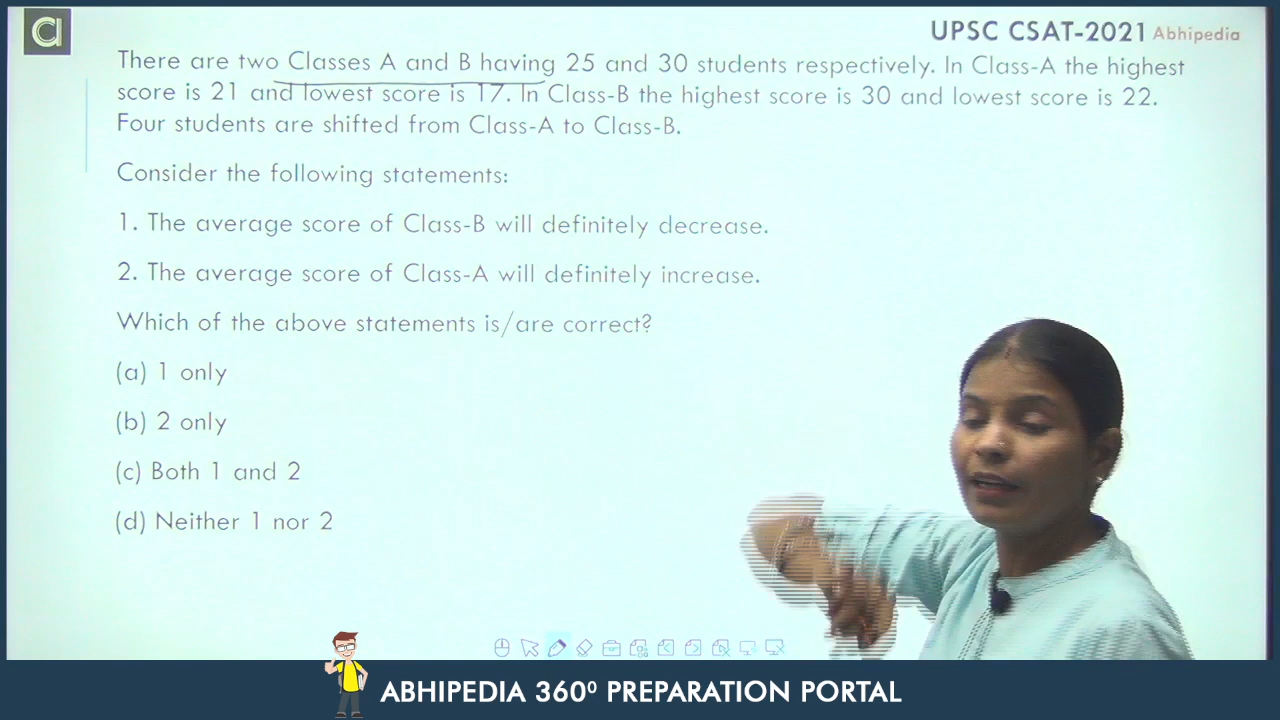 a
UPSC CSAT-2021 Abhipedia
There are two Classes A and B having 25 and 30 students respectively. In Class-A the highest
score is 21 and lowest score is 17. In Class-B the highest score is 30 and lowest score is 22.
Four students are shifted from Class-A to Class-B.
Consider the following statements:
1. The average score of Class-B will definitely decrease.
2. The average score of Class-A will definitely increase.
Which of the above statements is/are correct?
(a) 1 only
(b) 2 only
(c) Both 1 and 2
(d) Neither 1 nor 2
ABHIPEDIA 360⁰ PREPARATION PORTAL